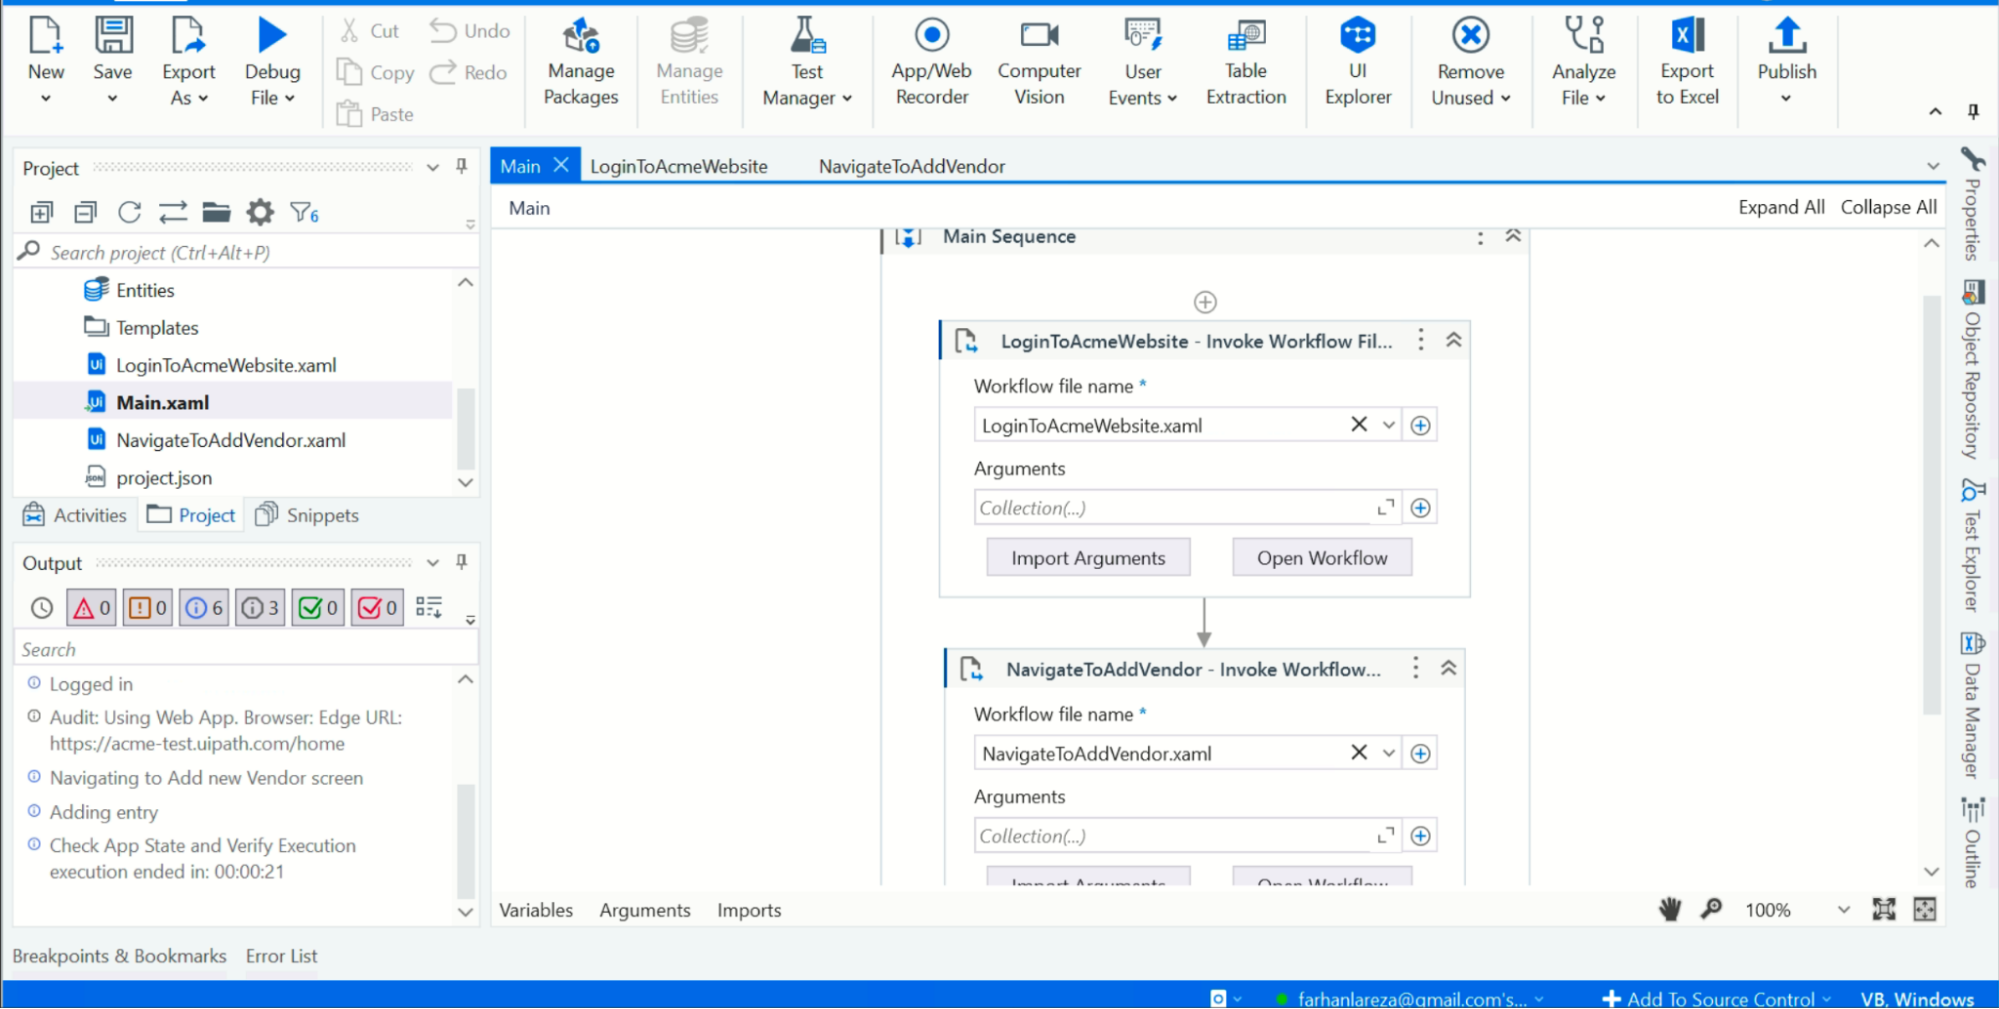 New
Save
Export
As
Debug
File
Cut
Copy
Paste
Undo
Redo
Manage
Packages
Manage
Entities
Test
Manager
App/Web
Recorder
Computer
Vision
User
Events
Table
Extraction
UI
Explorer
Remove
Unused
Analyze
File
Export
to Excel
Publish
Project
6
Search project (Ctrl+Alt+P)
Entities
Templates
LoginToAcmeWebsite.xaml
Main.xaml
NavigateToAddVendor.xaml
project.json
Activities
Project
Snippets
Output
0
0
6
3
0
0
Search
Logged in
Audit: Using Web App. Browser: Edge URL:
https://acme-test.uipath.com/home
Navigating to Add new Vendor screen
Adding entry
Check App State and Verify Execution
execution ended in: 00:00:21
Breakpoints & Bookmarks
Error List
Main
LoginToAcmeWebsite
NavigateToAddVendor
Main
Expand All
Collapse All
Main Sequence
LoginToAcmeWebsite - Invoke Workflow Fil...
Workflow file name *
LoginToAcmeWebsite.xaml
Arguments
Collection(...)
Import Arguments
Open Workflow
NavigateToAddVendor - Invoke Workflow...
Workflow file name *
NavigateToAddVendor.xaml
Arguments
Collection(...)
Import Arguments
Open Workflow
Variables
Arguments
Imports
100%
Properties
Object Repository
Test Explorer
Data Manager
Outline
farhanlareza@gmail.com's...
Add To Source Control
VB, Windows